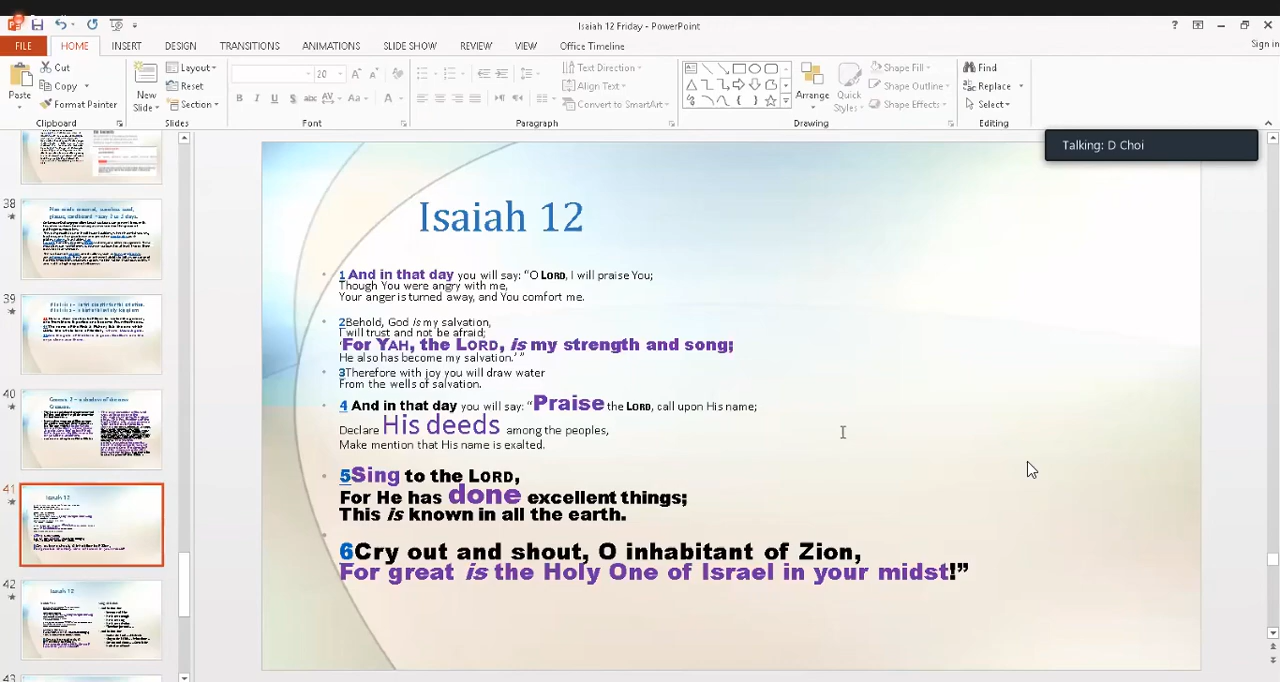 Isaiah 12 Friday - PowerPoint
Sign in
FILE HOME INSERT DESIGN TRANSITIONS ANIMATIONS SLIDE SHOW REVIEW VIEW Office Timeline
Paste
Cut
Copy
Format Painter
Clipboard
New Slide
Layout
Reset
Section
Slides
20
Font
Text Direction
Align Text
Convert to SmartArt
Paragraph
Arrange
Quick Styles
Shape Fill
Shape Outline
Shape Effects
Drawing
Find
Replace
Select
Editing
Talking: D Choi
38
39
40
41
Isaiah 12
42
Isaiah 12
43
Isaiah 12
1 And in that day you will say: “O LORD, I will praise You;
Though You were angry with me,
Your anger is turned away, and You comfort me.
2Behold, God is my salvation,
I will trust and not be afraid;
‘For YAH, the LORD, is my strength and song;
He also has become my salvation.’ ”
3Therefore with joy you will draw water
From the wells of salvation.
4 And in that day you will say: “Praise the LORD, call upon His name;
Declare His deeds among the peoples,
Make mention that His name is exalted.
5Sing to the LORD,
For He has done excellent things;
This is known in all the earth.
6Cry out and shout, O inhabitant of Zion,
For great is the Holy One of Israel in your midst!”